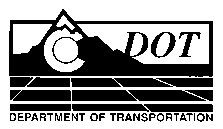 C DOT
DEPARTMENT OF TRANSPORTATION